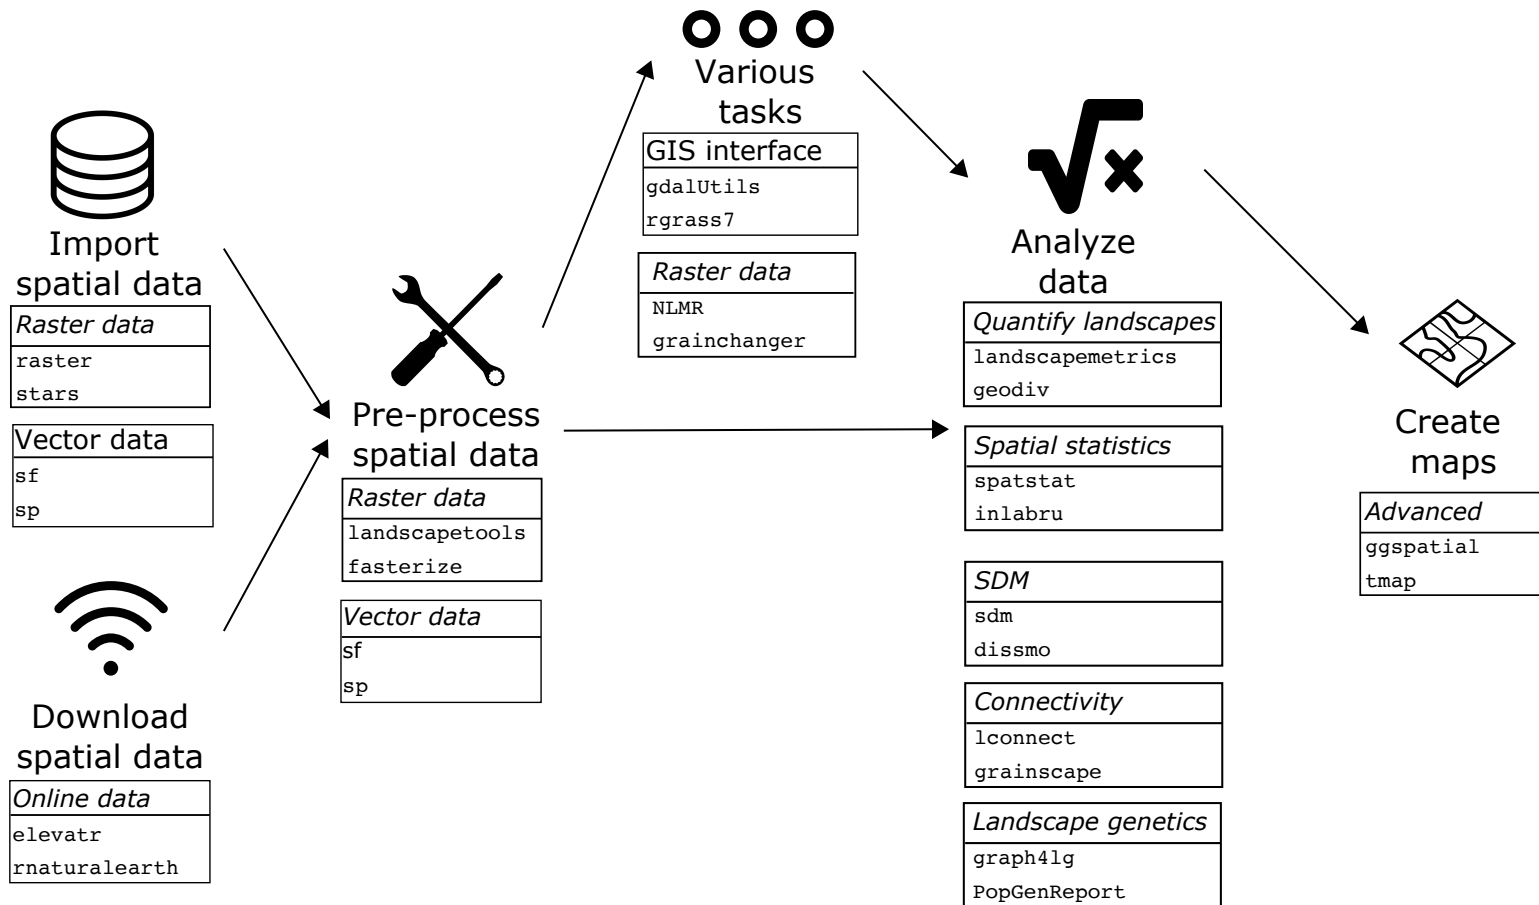 Import
spatial data
Raster data
raster
stars
Vector data
sf
sp
Download
spatial data
Online data
elevatr
rnaturalearth
Pre-process
spatial data
Raster data
landscapetools
fasterize
Vector data
sf
sp
Various
tasks
GIS interface
gdalUtils
rgrass7
Raster data
NLMR
grainchanger
Analyze
data
Quantify landscapes
landscapemetrics
geodiv
Spatial statistics
spatstat
inlabru
SDM
sdm
dissmo
Connectivity
lconnect
grainscape
Landscape genetics
graph4lg
PopGenReport
Create
maps
Advanced
ggspatial
tmap